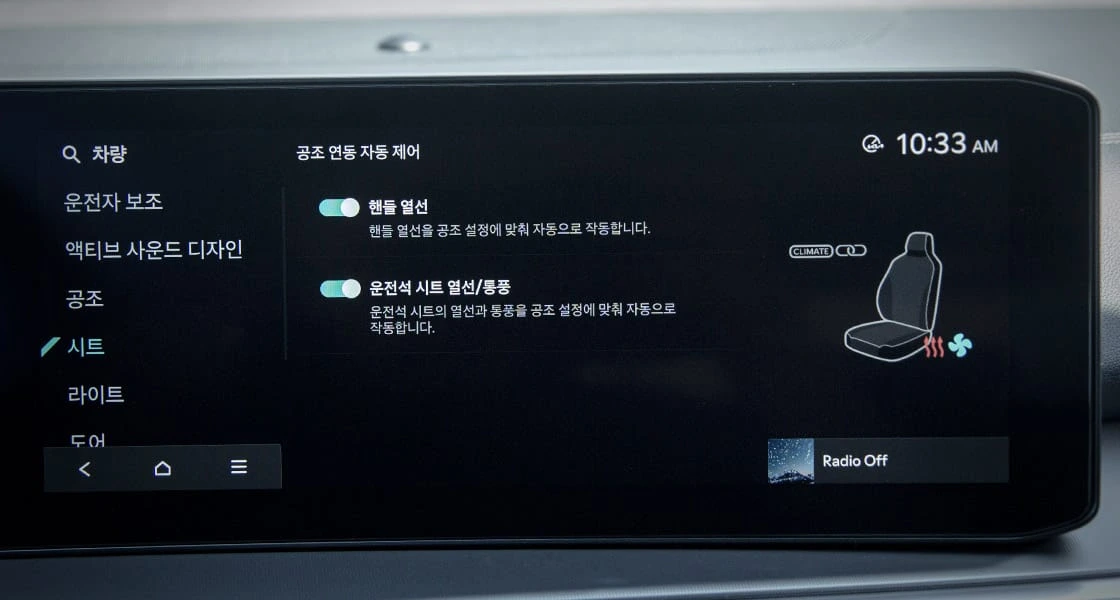 차량
운전자 보조
액티브 사운드 디자인
공조
시트
라이트
도어
공조 연동 자동 제어
핸들 열선
핸들 열선을 공조 설정에 맞춰 자동으로 작동합니다.
운전석 시트 열선/통풍
운전석 시트의 열선과 통풍을 공조 설정에 맞춰 자동으로
작동합니다.
10:33 AM
CLIMATE
Radio Off